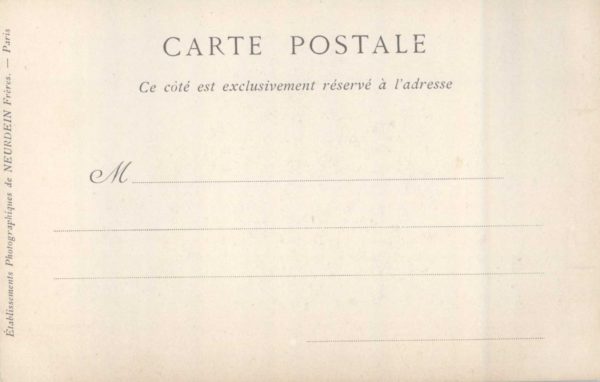 CARTE POSTALE
Ce côté est exclusivement réservé à l'adresse
M
Établissements Photographiques de NEURDEIN Frères. — Paris